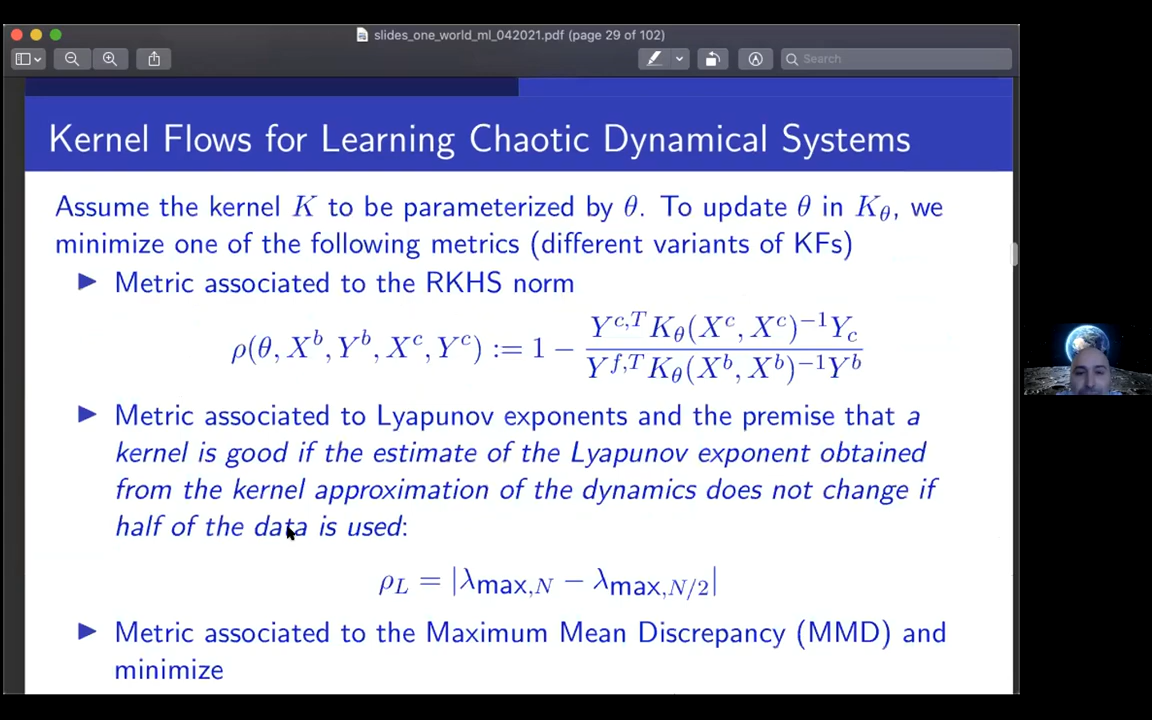 slides_one_world_ml_042021.pdf (page 29 of 102)
Search
Kernel Flows for Learning Chaotic Dynamical Systems
Assume the kernel K to be parameterized by θ. To update θ in K_θ, we
minimize one of the following metrics (different variants of KFs)
▶ Metric associated to the RKHS norm
ρ(θ, X^b, Y^b, X^c, Y^c) := 1 − \frac{Y^{c,T} K_θ(X^c, X^c)^{−1} Y_c}{Y^{f,T} K_θ(X^b, X^b)^{−1} Y^b}
▶ Metric associated to Lyapunov exponents and the premise that a
kernel is good if the estimate of the Lyapunov exponent obtained
from the kernel approximation of the dynamics does not change if
half of the data is used:
ρ_L = |λ_{max,N} − λ_{max,N/2}|
▶ Metric associated to the Maximum Mean Discrepancy (MMD) and
minimize